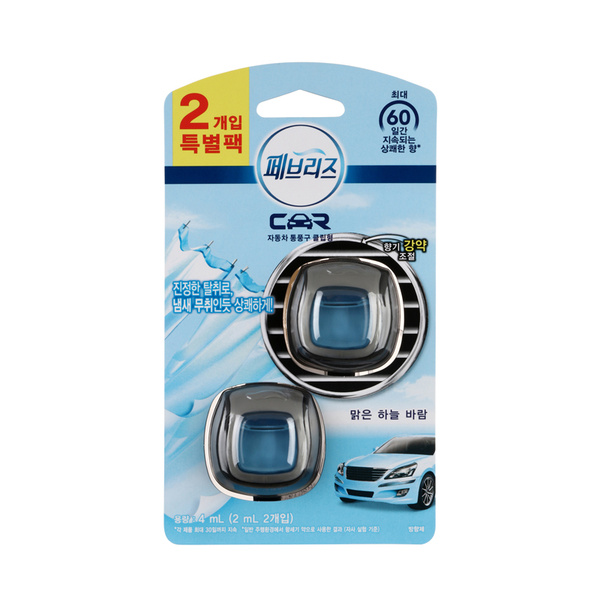 2개입
특별팩
최대
60
일간
지속되는
상쾌한 향*
페브리즈
CAR
자동차 통풍구 클립형
향기 강약
조절
진정한 탈취로,
냄새 무취인듯 상쾌하게!
맑은 하늘 바람
용량: 4 mL (2 mL 2개입)
방향제